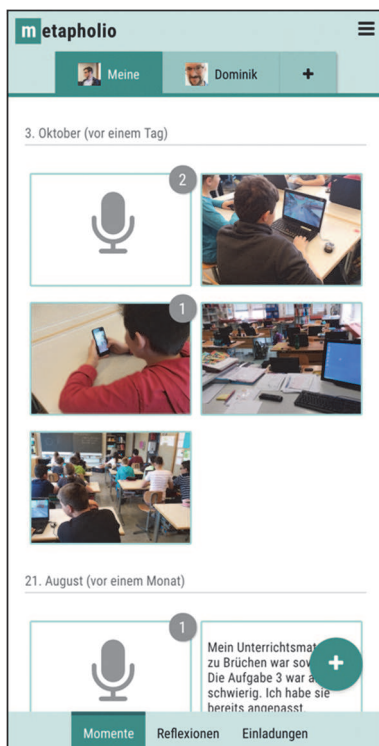 metapholio
Meine
Dominik
+
3. Oktober (vor einem Tag)
2
1
21. August (vor einem Monat)
1
Mein Unterrichtsmat
zu Brüchen war
Die Aufgabe 3 war
schwierig. Ich habe sie
bereits angepasst.
+
Momente
Reflexionen
Einladungen